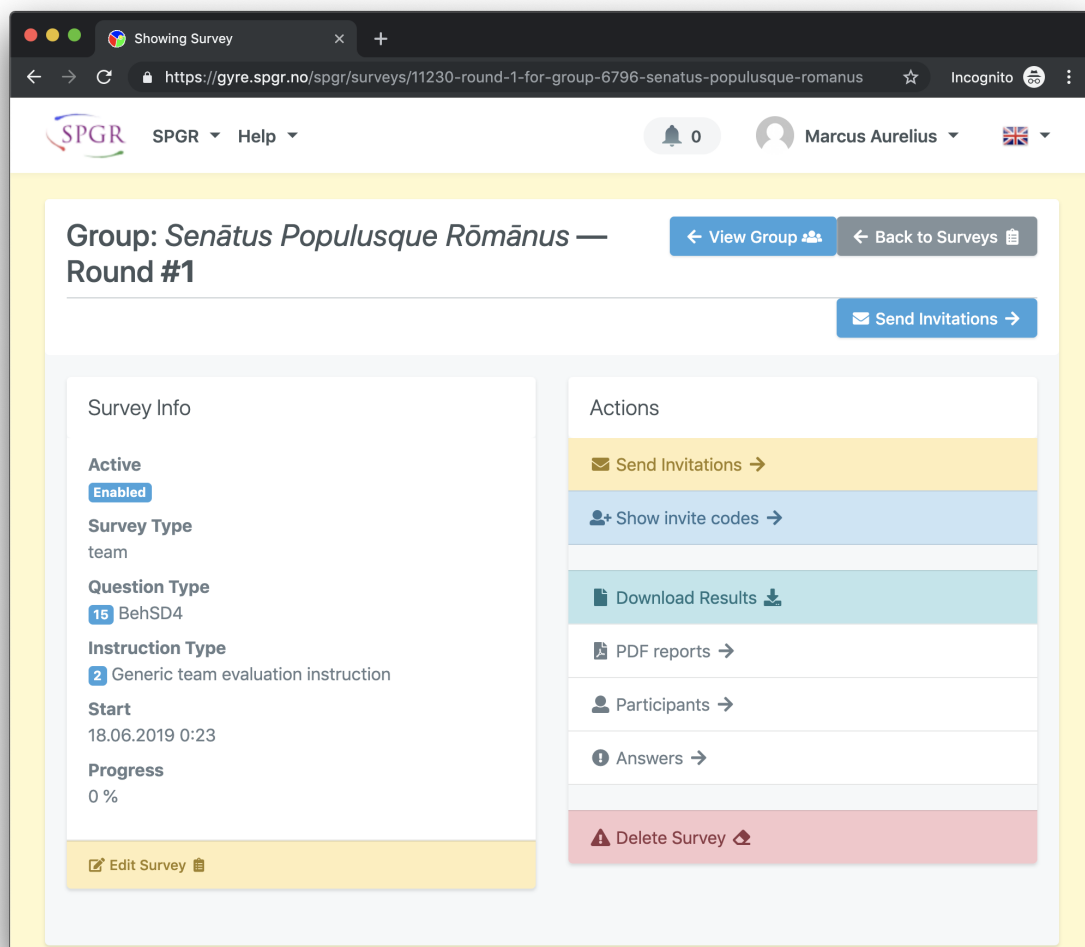 Showing Survey
https://gyre.spgr.no/spgr/surveys/11230-round-1-for-group-6796-senatus-populusque-romanus
Incognito
SPGR SPGR Help 0 Marcus Aurelius
Group: Senātus Populusque Rōmānus —
Round #1
View Group
Back to Surveys
Send Invitations
Survey Info
Active
Enabled
Survey Type
team
Question Type
15 BehSD4
Instruction Type
2 Generic team evaluation instruction
Start
18.06.2019 0:23
Progress
0 %
Edit Survey
Actions
Send Invitations
Show invite codes
Download Results
PDF reports
Participants
Answers
Delete Survey